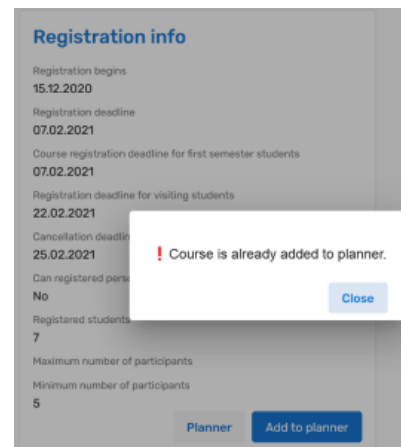 Registration info
Registration begins
15.12.2020
Registration deadline
07.02.2021
Course registration deadline for first semester students
07.02.2021
Registration deadline for visiting students
22.02.2021
Cancellation deadlin
25.02.2021
❗ Course is already added to planner.
Can registered perso
No
Close
Registered students
7
Maximum number of participants
Minimum number of participants
5
Planner Add to planner